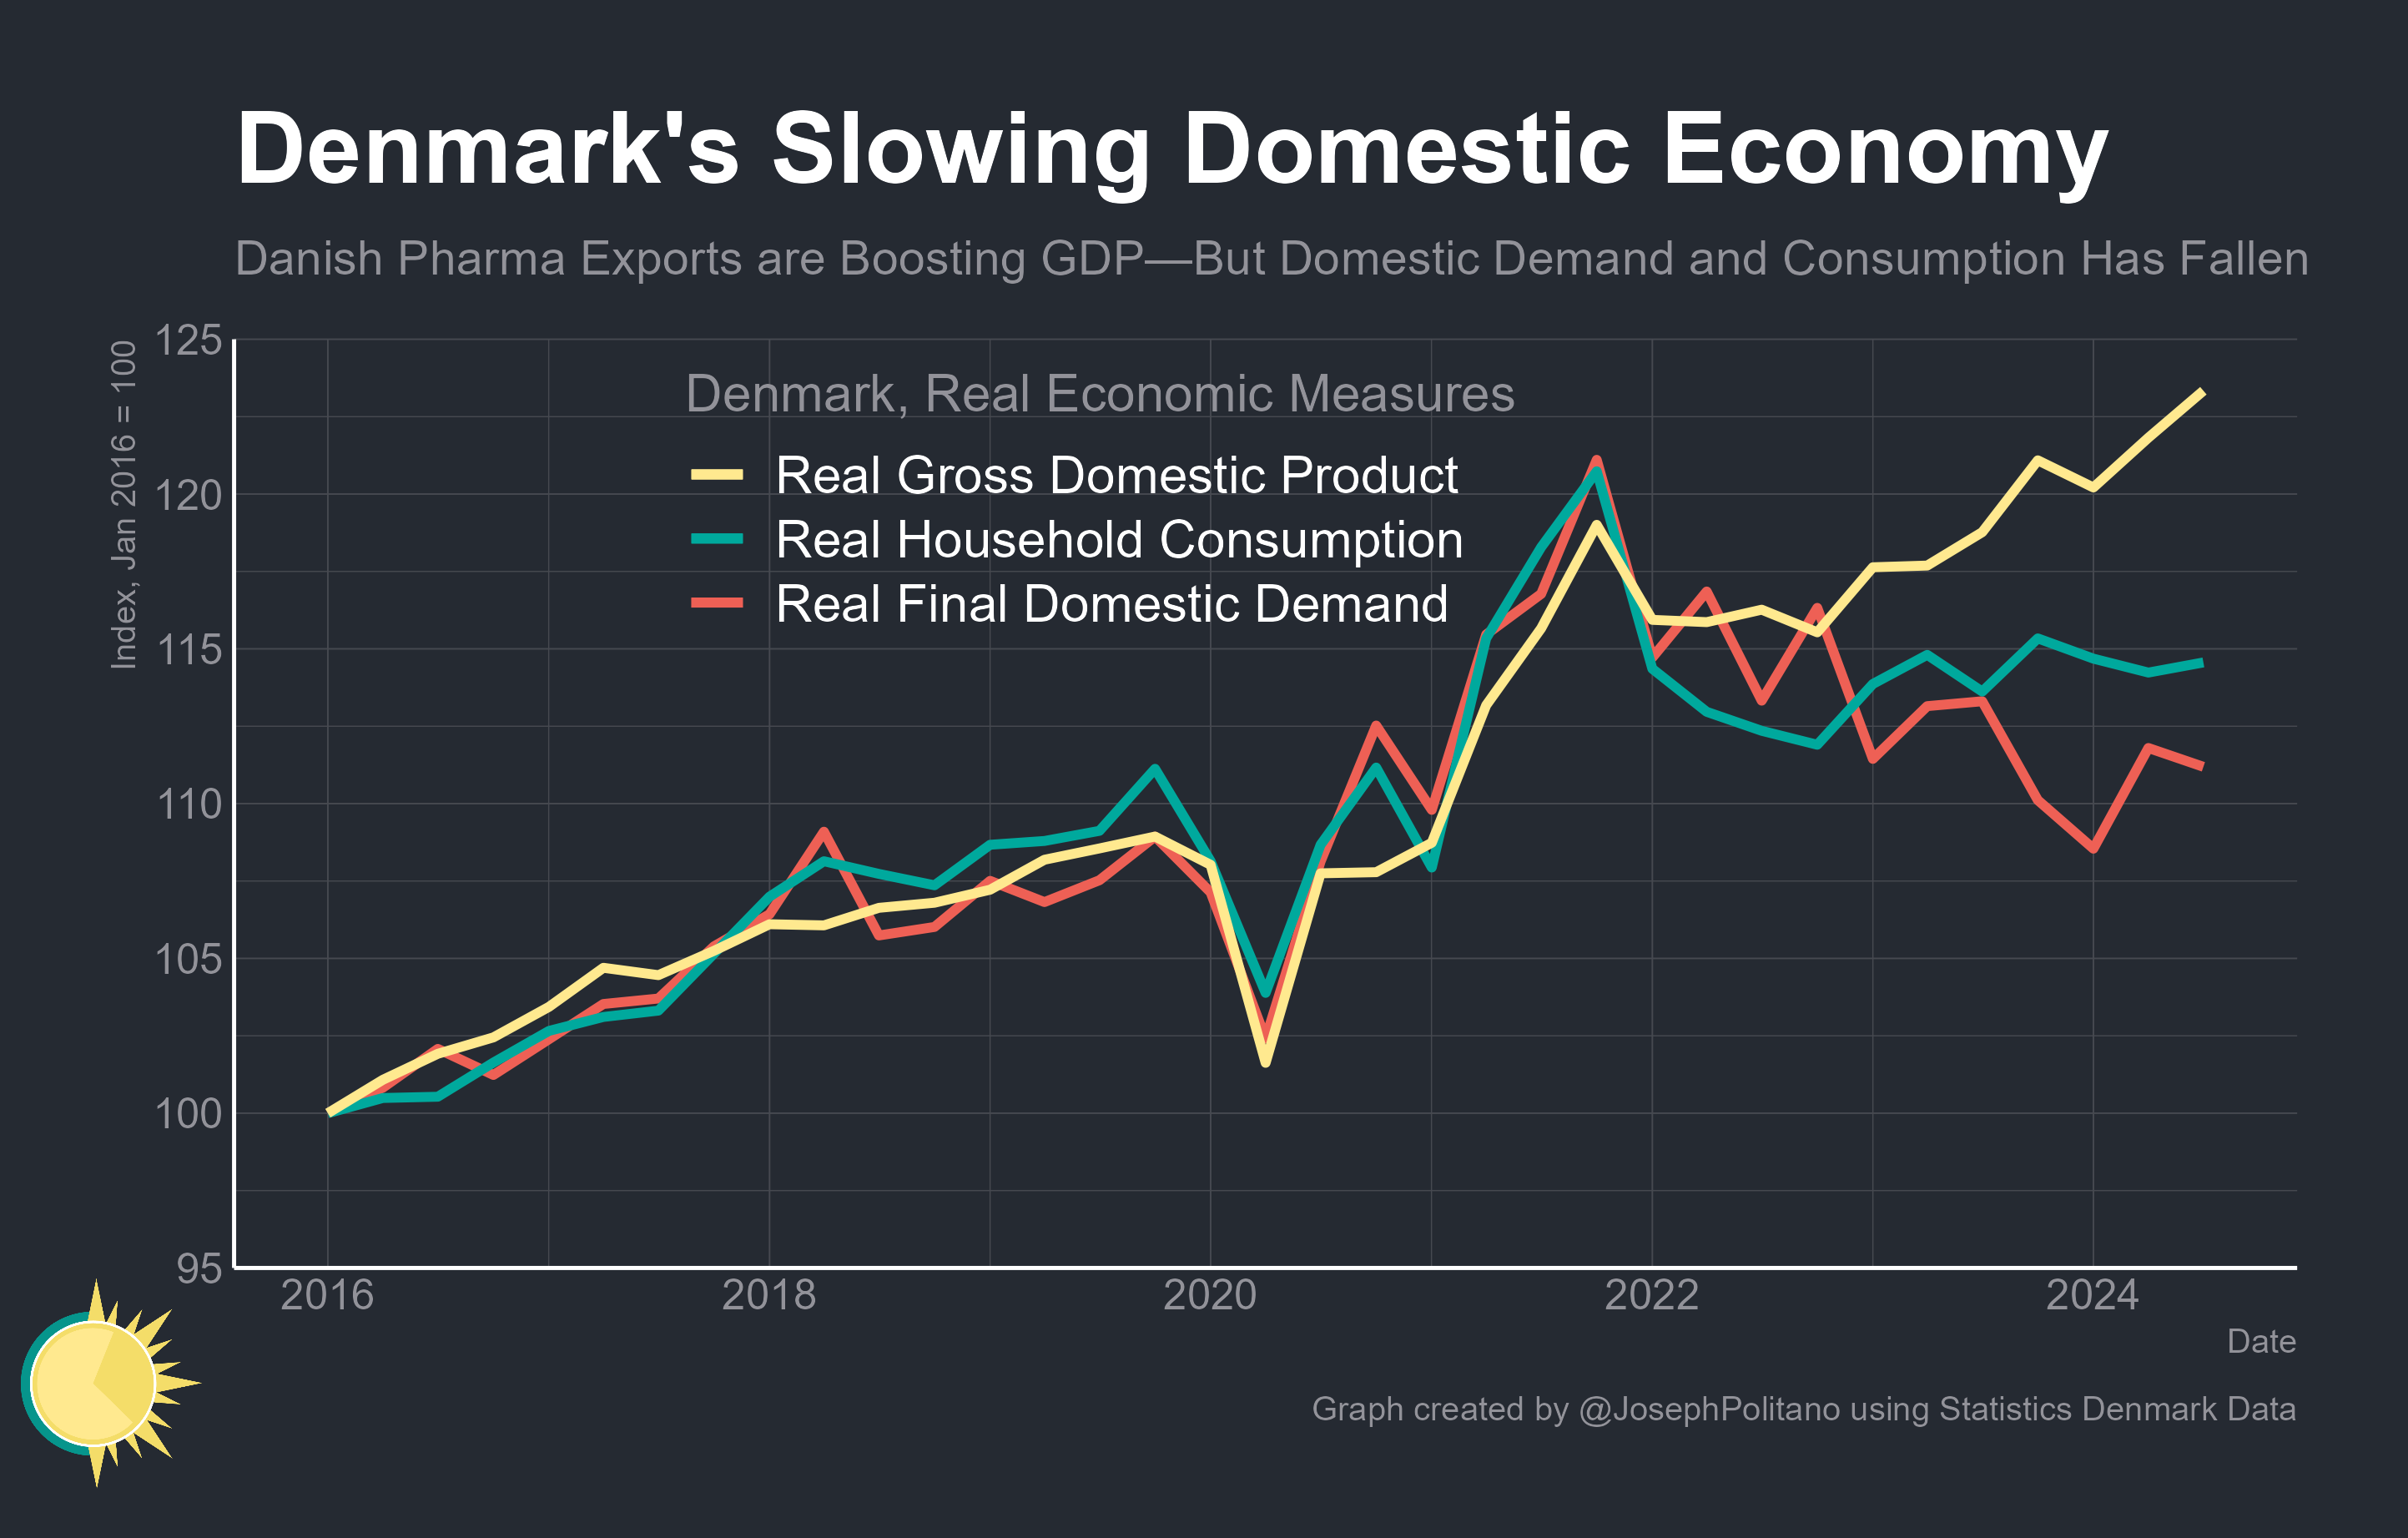 Denmark's Slowing Domestic Economy
Danish Pharma Exports are Boosting GDP—But Domestic Demand and Consumption Has Fallen
Index, Jan 2016 = 100
125
120
115
110
105
100
95
Denmark, Real Economic Measures
Real Gross Domestic Product
Real Household Consumption
Real Final Domestic Demand
2016 2018 2020 2022 2024
Date
Graph created by @JosephPolitano using Statistics Denmark Data